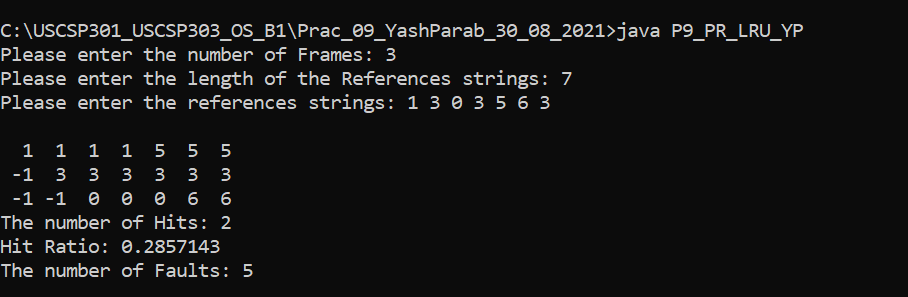 C:\USCSP301_USCSP303_OS_B1\Prac_09_YashParab_30_08_2021>java P9_PR_LRU_YP
Please enter the number of Frames: 3
Please enter the length of the References strings: 7
Please enter the references strings: 1 3 0 3 5 6 3
1 1 1 1 5 5 5
-1 3 3 3 3 3 3
-1 -1 0 0 0 6 6
The number of Hits: 2
Hit Ratio: 0.2857143
The number of Faults: 5